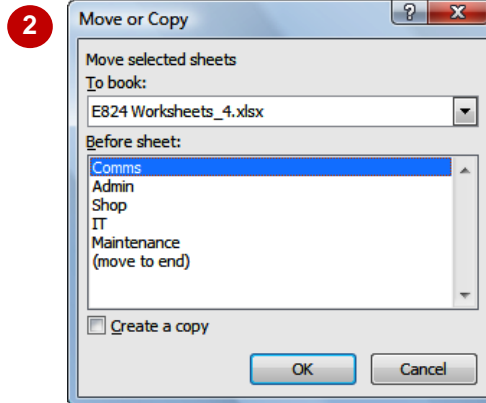 2
Move or Copy
Move selected sheets
To book:
E824 Worksheets_4.xlsx
Before sheet:
Comms
Admin
Shop
IT
Maintenance
(move to end)
Create a copy
OK Cancel